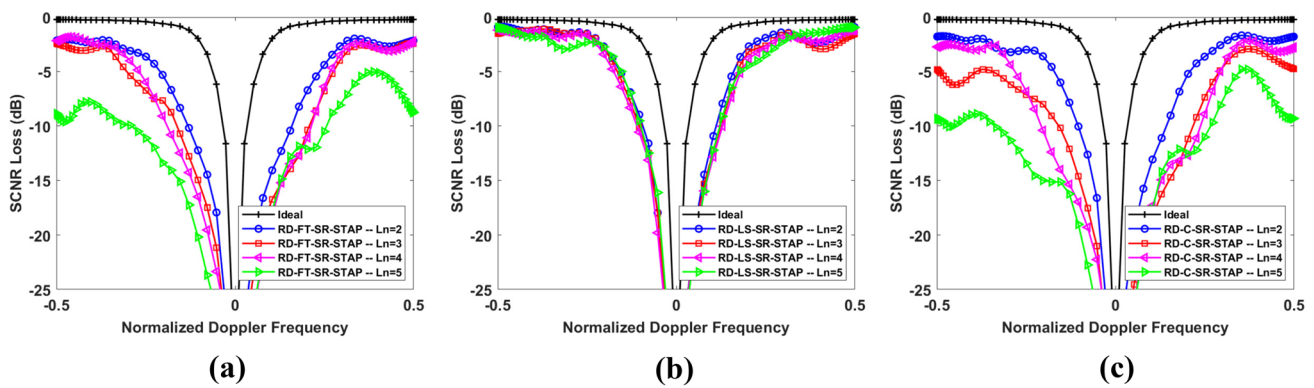 0
-5
-10
-15
-20
-25
SCNR Loss (dB)
Ideal
RD-FT-SR-STAP -- Ln=2
RD-FT-SR-STAP -- Ln=3
RD-FT-SR-STAP -- Ln=4
RD-FT-SR-STAP -- Ln=5
-0.5
0
0.5
Normalized Doppler Frequency
(a)
0
-5
-10
-15
-20
-25
SCNR Loss (dB)
Ideal
RD-LS-SR-STAP -- Ln=2
RD-LS-SR-STAP -- Ln=3
RD-LS-SR-STAP -- Ln=4
RD-LS-SR-STAP -- Ln=5
-0.5
0
0.5
Normalized Doppler Frequency
(b)
0
-5
-10
-15
-20
-25
SCNR Loss (dB)
Ideal
RD-C-SR-STAP -- Ln=2
RD-C-SR-STAP -- Ln=3
RD-C-SR-STAP -- Ln=4
RD-C-SR-STAP -- Ln=5
-0.5
0
0.5
Normalized Doppler Frequency
(c)